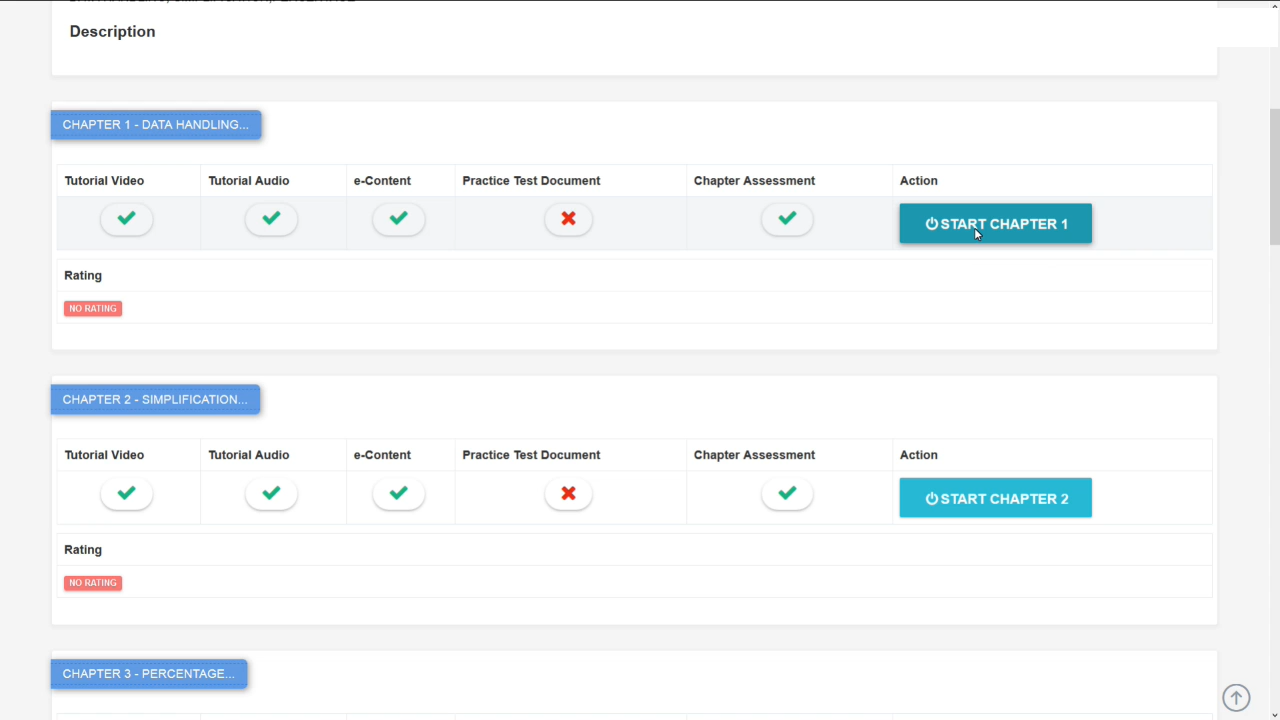 Description
CHAPTER 1 - DATA HANDLING...
Tutorial Video Tutorial Audio e-Content Practice Test Document Chapter Assessment Action
START CHAPTER 1
Rating
NO RATING
CHAPTER 2 - SIMPLIFICATION...
Tutorial Video Tutorial Audio e-Content Practice Test Document Chapter Assessment Action
START CHAPTER 2
Rating
NO RATING
CHAPTER 3 - PERCENTAGE...